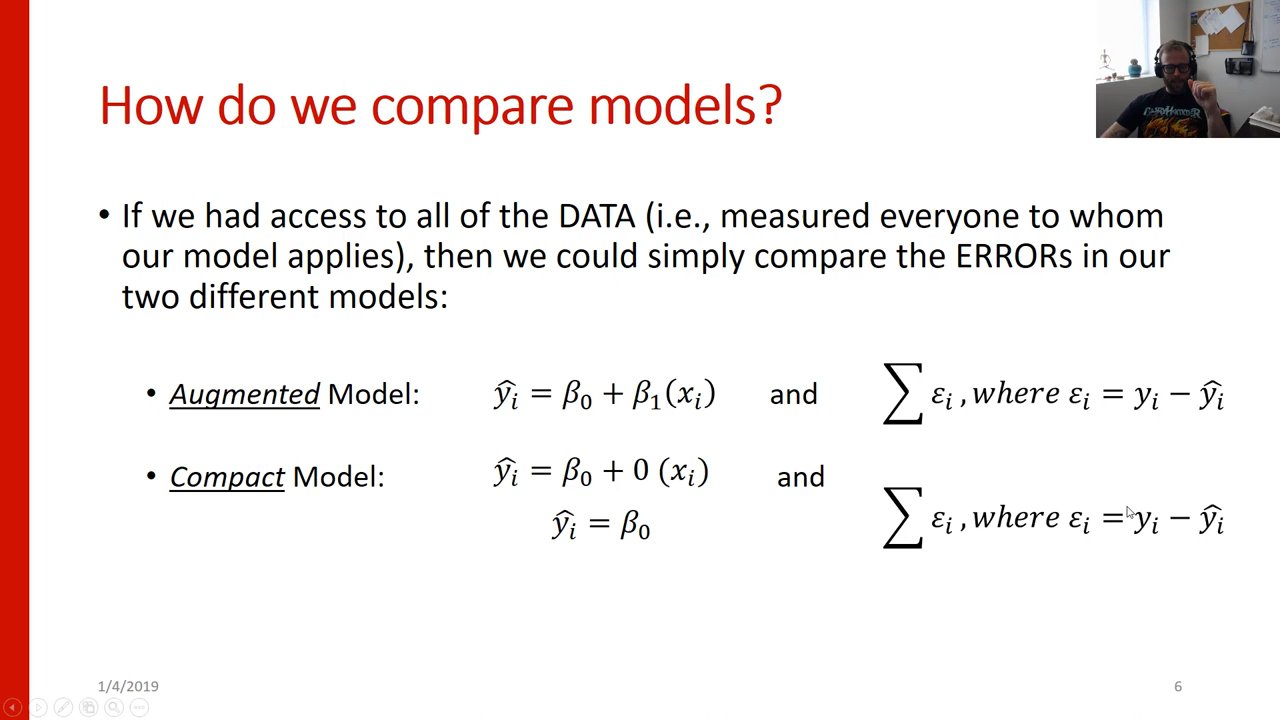 How do we compare models?
• If we had access to all of the DATA (i.e., measured everyone to whom
our model applies), then we could simply compare the ERRORs in our
two different models:
• Augmented Model: ŷᵢ = β₀ + β₁(xᵢ) and ∑ εᵢ , where εᵢ = yᵢ − ŷᵢ
• Compact Model: ŷᵢ = β₀ + 0 (xᵢ) and
ŷᵢ = β₀ ∑ εᵢ , where εᵢ = yᵢ − ŷᵢ
1/4/2019 6